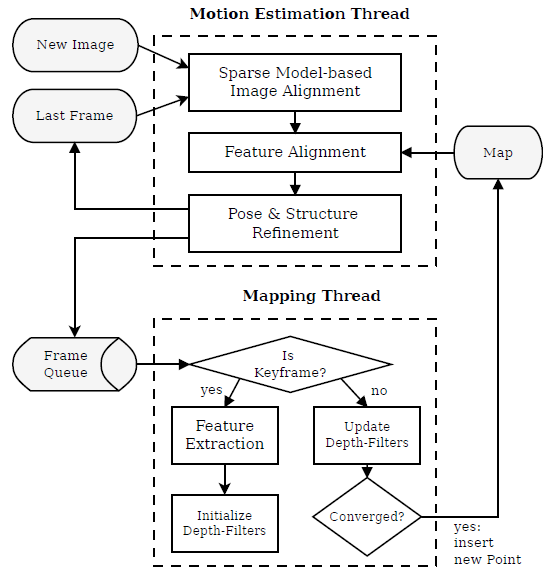 Motion Estimation Thread
New Image
Last Frame
Sparse Model-based
Image Alignment
Feature Alignment
Map
Pose & Structure
Refinement
Mapping Thread
Frame
Queue
Is
Keyframe?
yes
no
Feature
Extraction
Update
Depth-Filters
Initialize
Depth-Filters
Converged?
yes:
insert
new Point